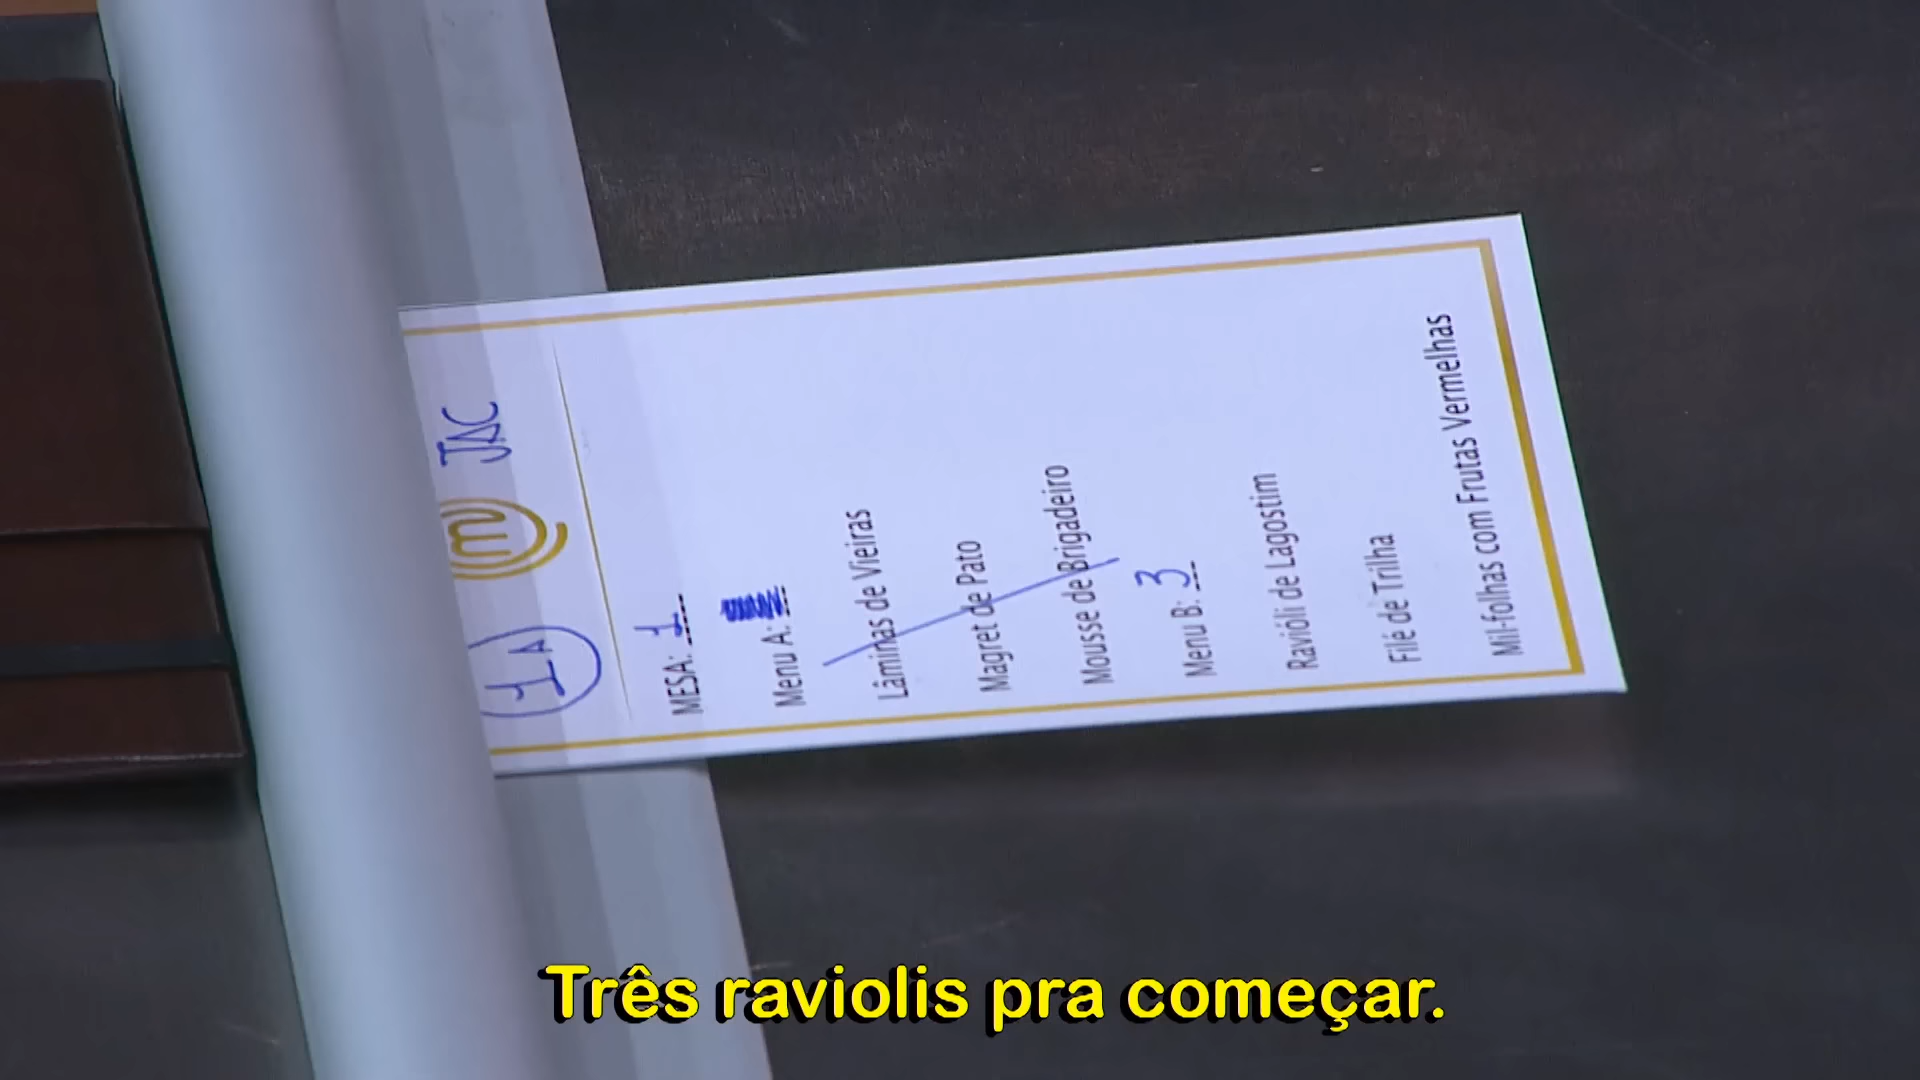 1A m JAC
MESA: 1
Menu A:
Lâminas de Vieiras
Magret de Pato
Mousse de Brigadeiro
Menu B: 3
Ravióli de Lagostim
Filé de Trilha
Mil-folhas com Frutas Vermelhas
Três raviolis pra começar.